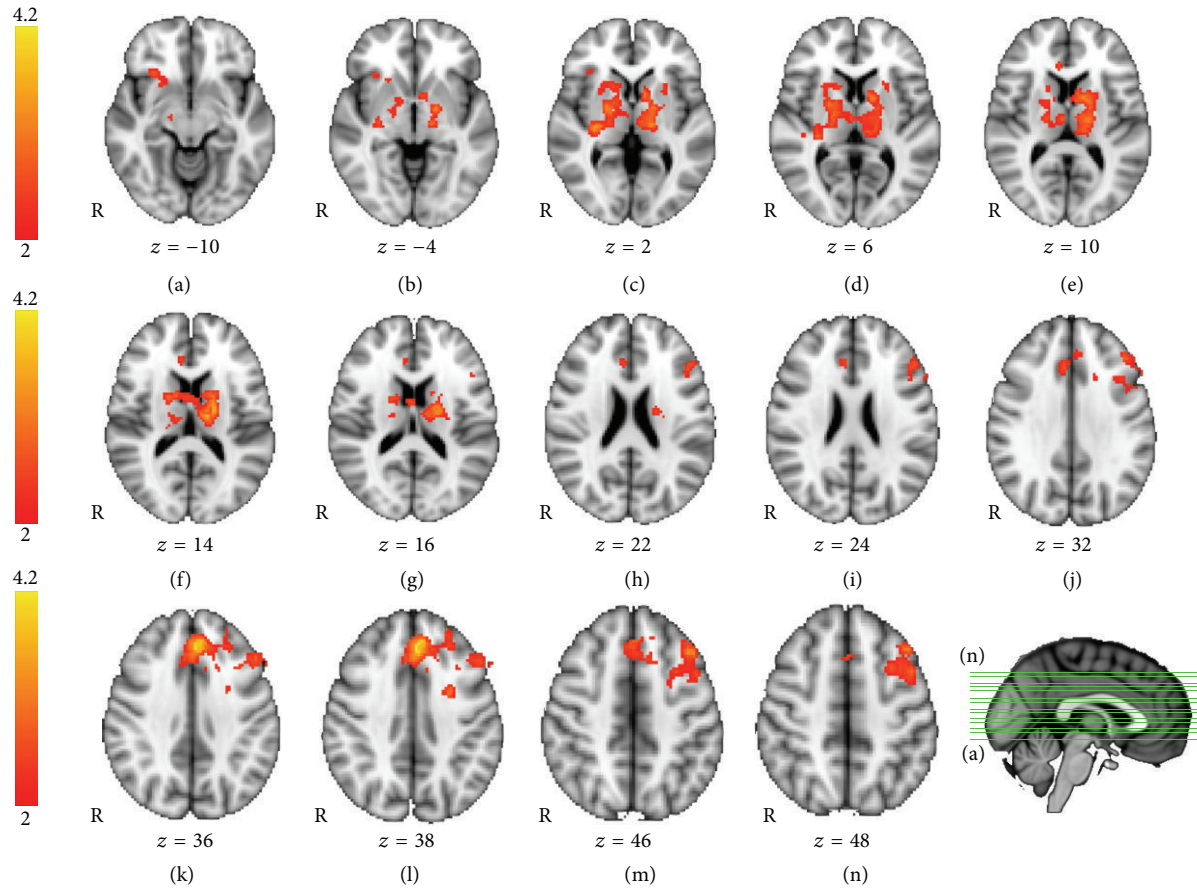 4.2
2
R
R
R
R
R
z = −10
z = −4
z = 2
z = 6
z = 10
(a)
(b)
(c)
(d)
(e)
4.2
2
R
R
R
R
R
z = 14
z = 16
z = 22
z = 24
z = 32
(f)
(g)
(h)
(i)
(j)
4.2
2
(n)
(a)
R
R
R
R
z = 36
z = 38
z = 46
z = 48
(k)
(l)
(m)
(n)